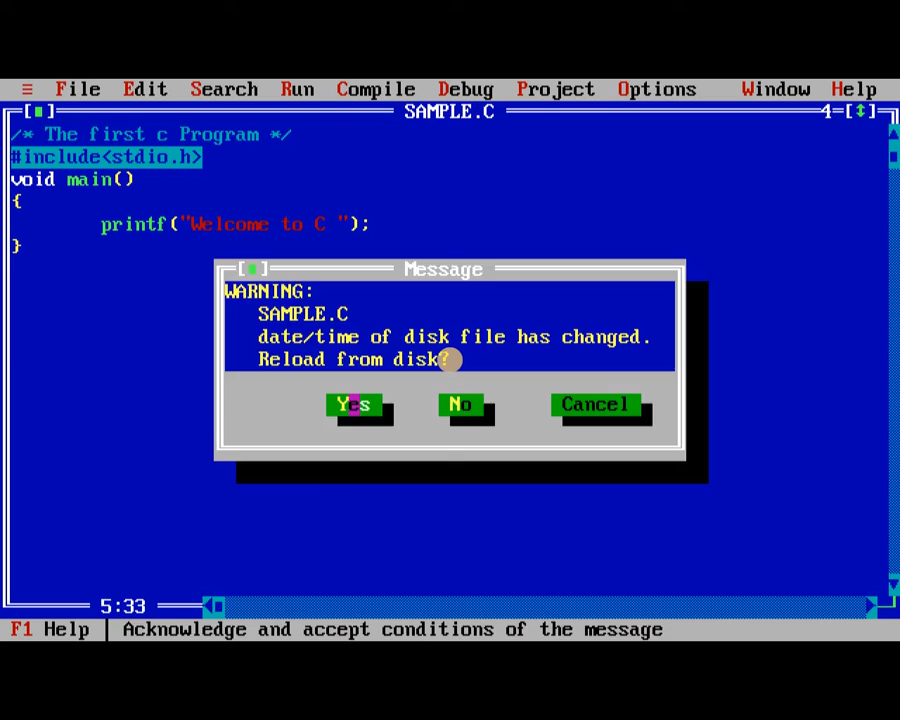 ≡ File Edit Search Run Compile Debug Project Options Window Help
[■] SAMPLE.C 4=[↕]
/* The first c Program */
#include<stdio.h>
void main()
{
printf("Welcome to C ");
}
[■] Message
WARNING:
SAMPLE.C
date/time of disk file has changed.
Reload from disk?
Yes No Cancel
5:33
F1 Help | Acknowledge and accept conditions of the message